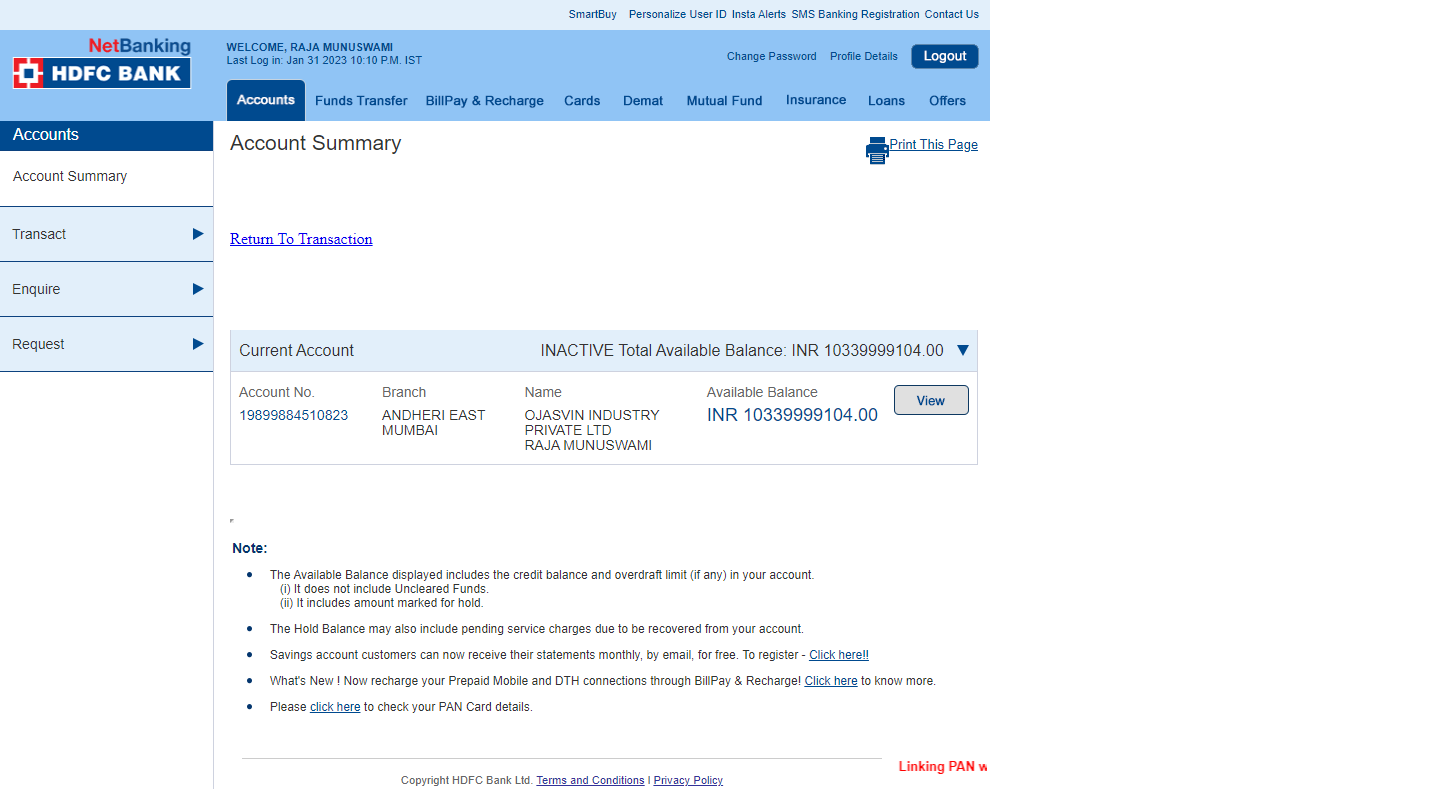 SmartBuy Personalize User ID Insta Alerts SMS Banking Registration Contact Us
NetBanking
HDFC BANK
WELCOME, RAJA MUNUSWAMI
Last Log in: Jan 31 2023 10:10 P.M. IST
Change Password Profile Details Logout
Accounts Funds Transfer BillPay & Recharge Cards Demat Mutual Fund Insurance Loans Offers
Accounts
Account Summary
Transact
Enquire
Request
Account Summary
Print This Page
Return To Transaction
Current Account INACTIVE Total Available Balance: INR 10339999104.00
Account No. Branch Name Available Balance
19899884510823 ANDHERI EAST OJASVIN INDUSTRY INR 10339999104.00 View
MUMBAI PRIVATE LTD
RAJA MUNUSWAMI
Note:
The Available Balance displayed includes the credit balance and overdraft limit (if any) in your account.
(i) It does not include Uncleared Funds.
(ii) It includes amount marked for hold.
The Hold Balance may also include pending service charges due to be recovered from your account.
Savings account customers can now receive their statements monthly, by email, for free. To register - Click here!!
What's New ! Now recharge your Prepaid Mobile and DTH connections through BillPay & Recharge! Click here to know more.
Please click here to check your PAN Card details.
Linking PAN w
Copyright HDFC Bank Ltd. Terms and Conditions I Privacy Policy